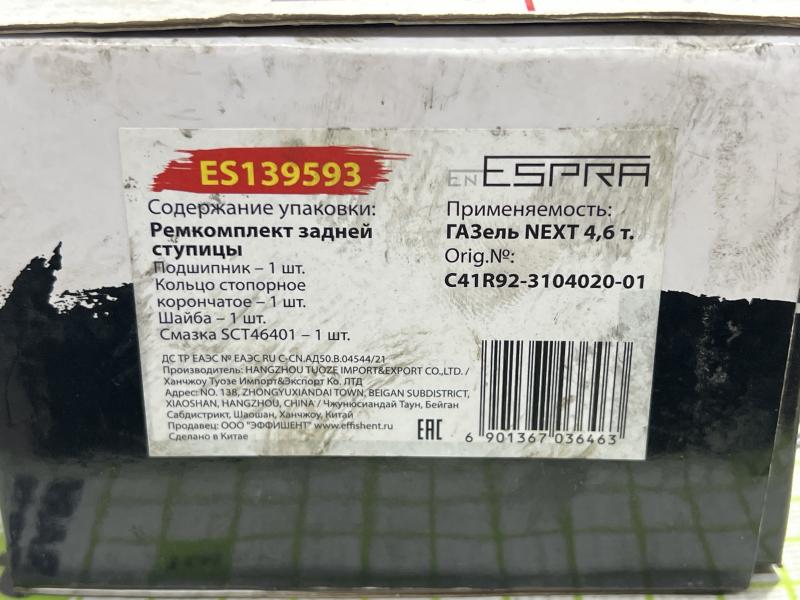 ES139593
Содержание упаковки:
Ремкомплект задней
ступицы
Подшипник – 1 шт.
Кольцо стопорное
корончатое – 1 шт.
Шайба – 1 шт.
Смазка SCT46401 – 1 шт.
EN ESPRA
Применяемость:
ГАЗель NEXT 4,6 т.
Orig.№:
C41R92-3104020-01
ДС ТР ЕАЭС № ЕАЭС RU С-CN.АД50.В.04544/21
Производитель: HANGZHOU TUOZE IMPORT&EXPORT CO.,LTD. /
Ханчжоу Туозе Импорт&Экспорт Ко. ЛТД
Адрес: NO. 138, ZHONGYUXIANDAI TOWN, BEIGAN SUBDISTRICT,
XIAOSHAN, HANGZHOU, CHINA / Чжунюсиандай Таун, Бейган
Сабдистрикт, Шаошан, Ханчжоу, Китай
Продавец: ООО "ЭФФИШЕНТ" www.effishent.ru
Сделано в Китае
EAC
6 901367 036463